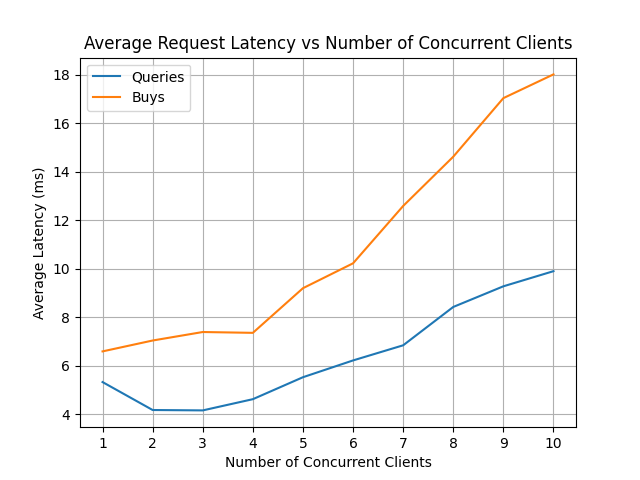 Average Request Latency vs Number of Concurrent Clients
Queries
Buys
18
16
14
12
10
8
6
4
Average Latency (ms)
1 2 3 4 5 6 7 8 9 10
Number of Concurrent Clients